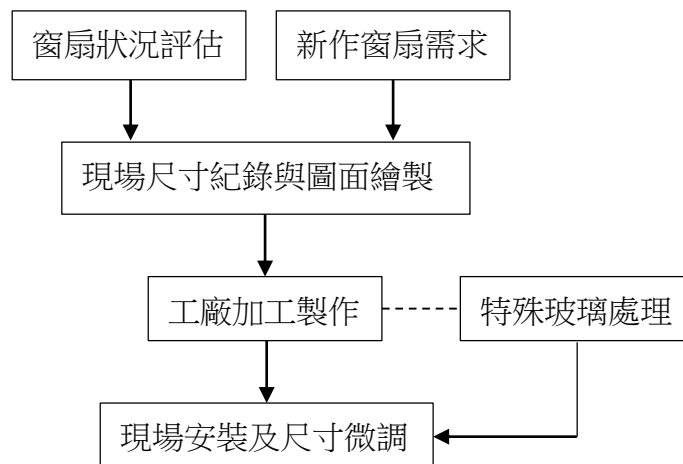 窗扇狀況評估
新作窗扇需求
現場尺寸紀錄與圖面繪製
工廠加工製作
特殊玻璃處理
現場安裝及尺寸微調